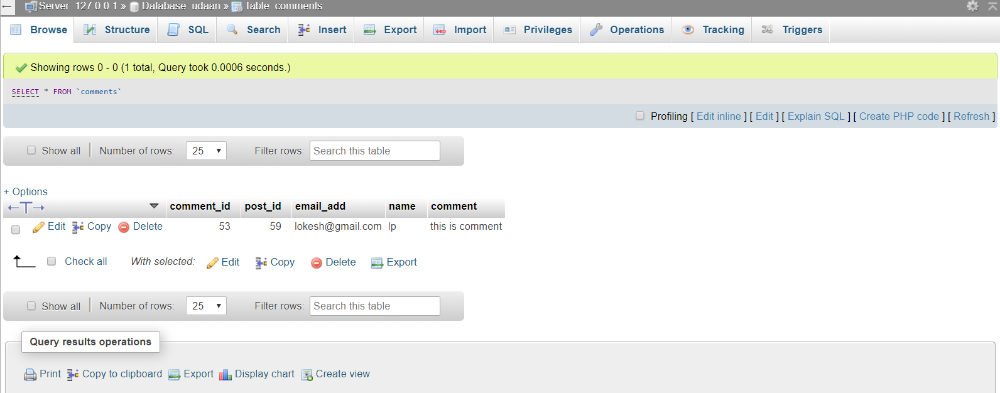 Server: 127.0.0.1 » Database: udaan » Table: comments
Browse Structure SQL Search Insert Export Import Privileges Operations Tracking Triggers
Showing rows 0 - 0 (1 total, Query took 0.0006 seconds.)
SELECT * FROM `comments`
Profiling [ Edit inline ] [ Edit ] [ Explain SQL ] [ Create PHP code ] [ Refresh ]
Show all Number of rows: 25 Filter rows: Search this table
+ Options
←T→ comment_id post_id email_add name comment
Edit Copy Delete 53 59 lokesh@gmail.com lp this is comment
Check all With selected: Edit Copy Delete Export
Show all Number of rows: 25 Filter rows: Search this table
Query results operations
Print Copy to clipboard Export Display chart Create view